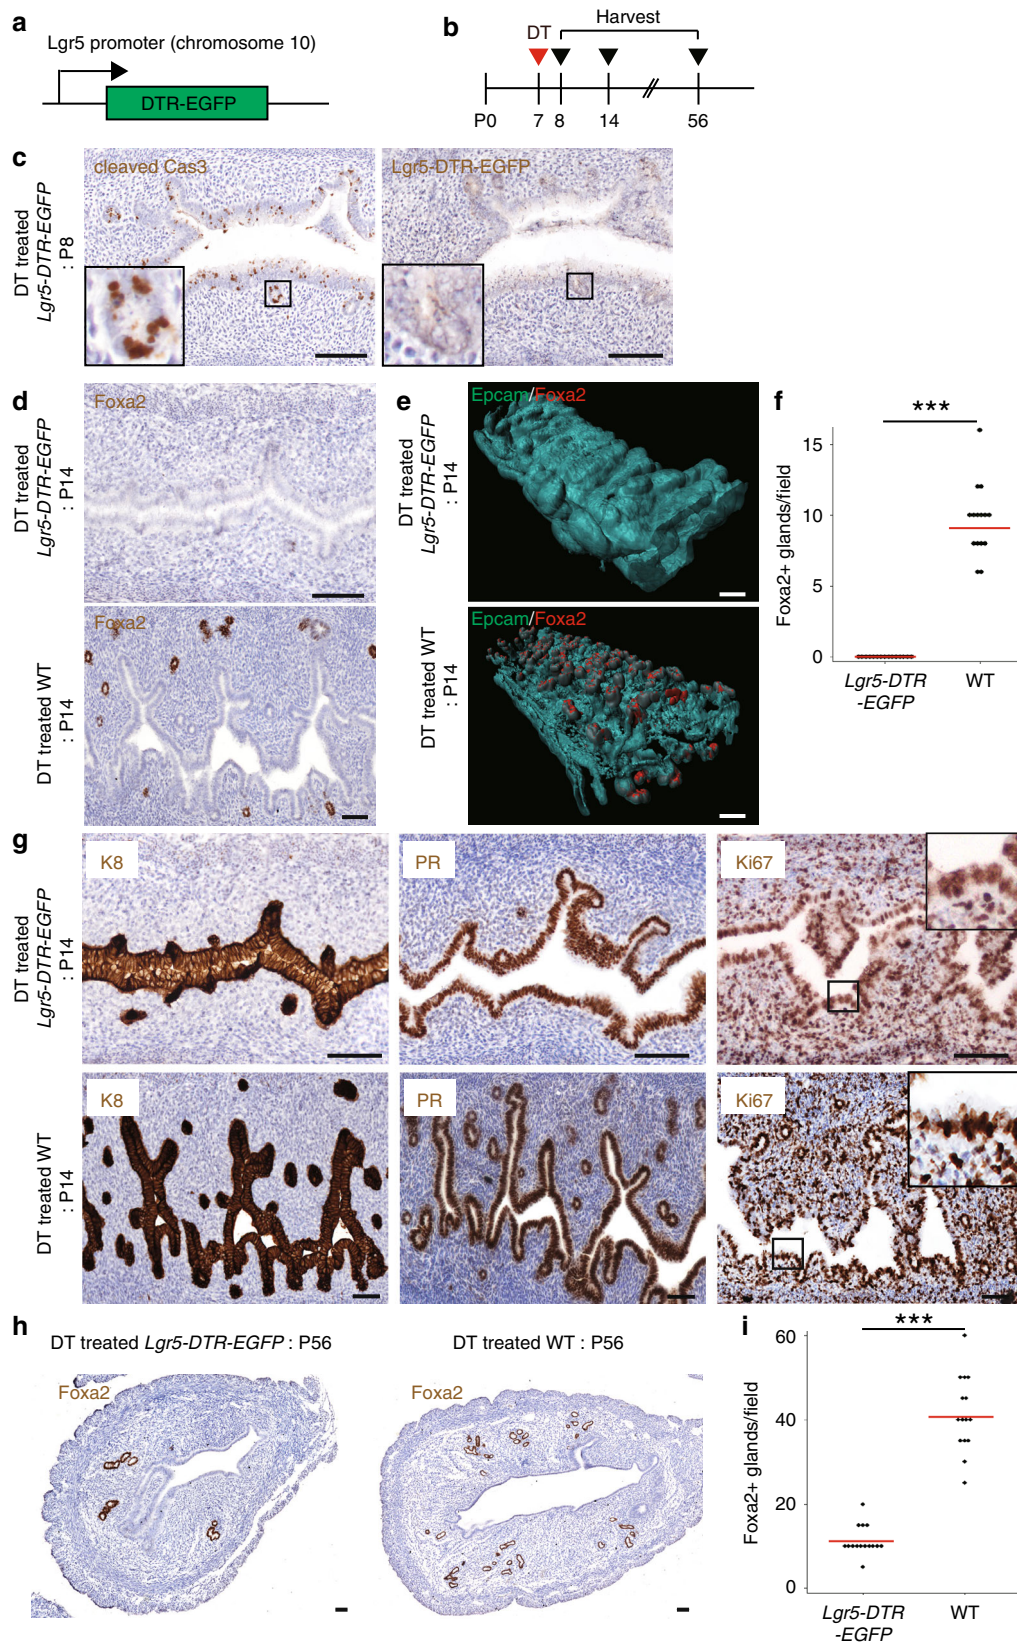 a
Lgr5 promoter (chromosome 10)
DTR-EGFP
b
Harvest
DT
P0 7 8 14 56
c
DT treated
Lgr5-DTR-EGFP
: P8
cleaved Cas3
Lgr5-DTR-EGFP
d
DT treated
Lgr5-DTR-EGFP
: P14
Foxa2
DT treated WT
: P14
Foxa2
e
DT treated
Lgr5-DTR-EGFP
: P14
Epcam/Foxa2
DT treated WT
: P14
Epcam/Foxa2
f
***
Foxa2+ glands/field
15
10
5
0
Lgr5-DTR
-EGFP
WT
g
DT treated
Lgr5-DTR-EGFP
: P14
K8
PR
Ki67
DT treated WT
: P14
K8
PR
Ki67
h
DT treated Lgr5-DTR-EGFP : P56
DT treated WT : P56
Foxa2
Foxa2
i
***
Foxa2+ glands/field
60
40
20
0
Lgr5-DTR
-EGFP
WT